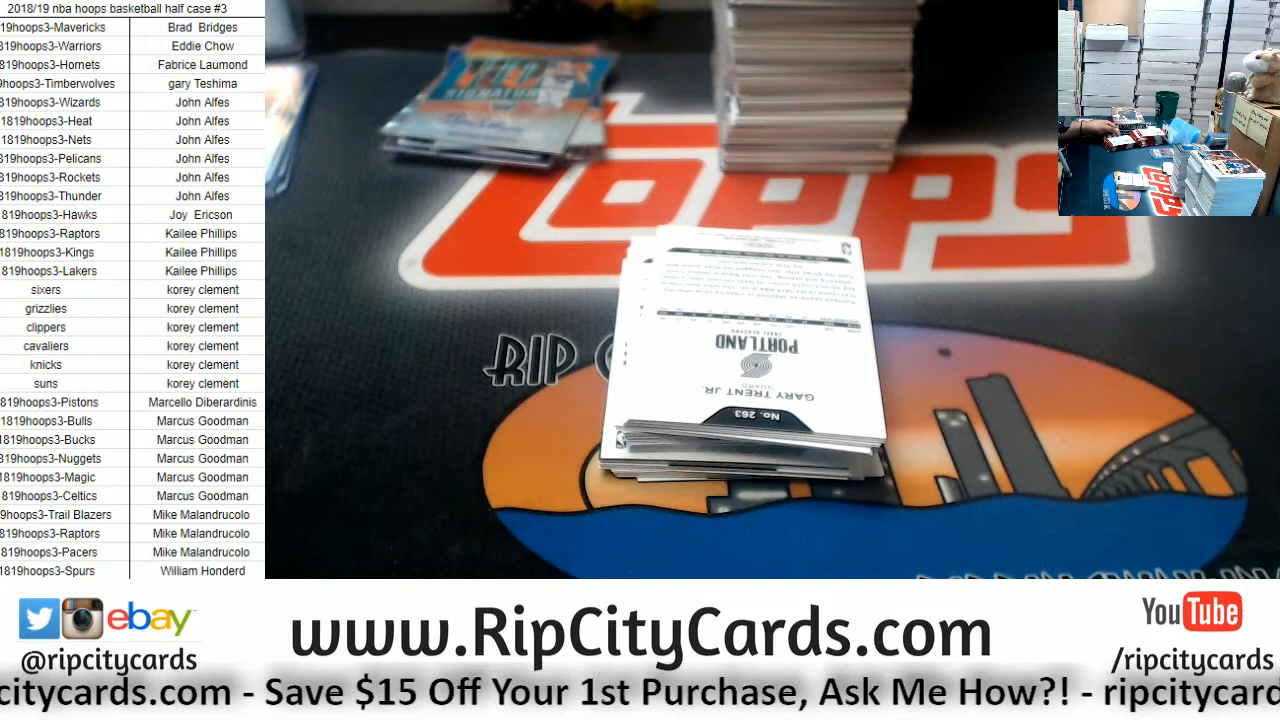 2018/19 nba hoops basketball half case #3
19hoops3-Mavericks Brad Bridges
819hoops3-Warriors Eddie Chow
819hoops3-Hornets Fabrice Laumond
hoops3-Timberwolves gary Teshima
819hoops3-Wizards John Alfes
819hoops3-Heat John Alfes
1819hoops3-Nets John Alfes
819hoops3-Pelicans John Alfes
819hoops3-Rockets John Alfes
819hoops3-Thunder John Alfes
819hoops3-Hawks Joy Ericson
819hoops3-Raptors Kailee Phillips
1819hoops3-Kings Kailee Phillips
1819hoops3-Lakers Kailee Phillips
sixers korey clement
grizzlies korey clement
clippers korey clement
cavaliers korey clement
knicks korey clement
suns korey clement
1819hoops3-Pistons Marcello Diberardinis
1819hoops3-Bulls Marcus Goodman
1819hoops3-Bucks Marcus Goodman
819hoops3-Nuggets Marcus Goodman
1819hoops3-Magic Marcus Goodman
819hoops3-Celtics Marcus Goodman
9hoops3-Trail Blazers Mike Malandrucolo
819hoops3-Raptors Mike Malandrucolo
819hoops3-Pacers Mike Malandrucolo
1819hoops3-Spurs William Honderd
SIGNATURES
Topps
RIP
PORTLAND
TRAIL BLAZERS
GUARD
GARY TRENT JR.
No. 263
ebay
@ripcitycards
www.RipCityCards.com
YouTube
/ripcitycards
citycards.com - Save $15 Off Your 1st Purchase, Ask Me How?! - ripcitycard